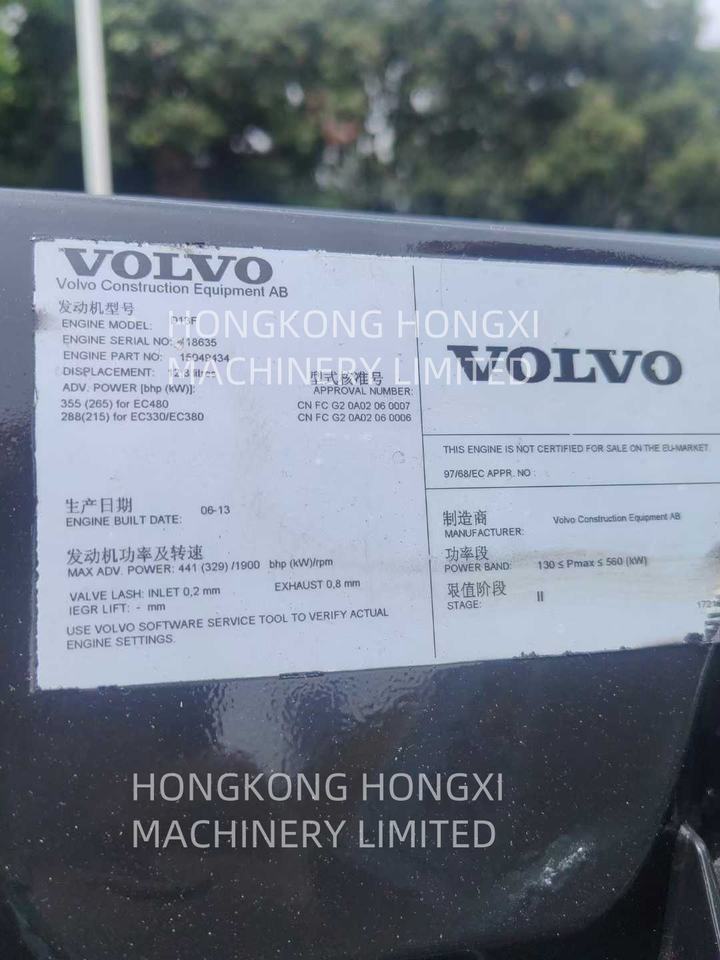 VOLVO
Volvo Construction Equipment AB
发动机型号
ENGINE MODEL:
ENGINE SERIAL NO: 418635
ENGINE PART NO: 15048434
DISPLACEMENT:
ADV. POWER [bhp (kW)]:
355 (265) for EC480
288(215) for EC330/EC380
型式核准号
APPROVAL NUMBER:
CN FC G2 0A02 06 0007
CN FC G2 0A02 06 0006
生产日期
ENGINE BUILT DATE: 06-13
发动机功率及转速
MAX ADV. POWER: 441 (329) /1900 bhp (kW)/rpm
VALVE LASH: INLET 0,2 mm EXHAUST 0,8 mm
IEGR LIFT: - mm
USE VOLVO SOFTWARE SERVICE TOOL TO VERIFY ACTUAL
ENGINE SETTINGS.
VOLVO
THIS ENGINE IS NOT CERTIFIED FOR SALE ON THE EU-MARKET.
97/68/EC APPR. NO :
制造商
MANUFACTURER: Volvo Construction Equipment AB
功率段
POWER BAND: 130 ≤ Pmax ≤ 560 (kW)
限值阶段
STAGE: II
HONGKONG HONGXI
MACHINERY LIMITED
HONGKONG HONGXI
MACHINERY LIMITED